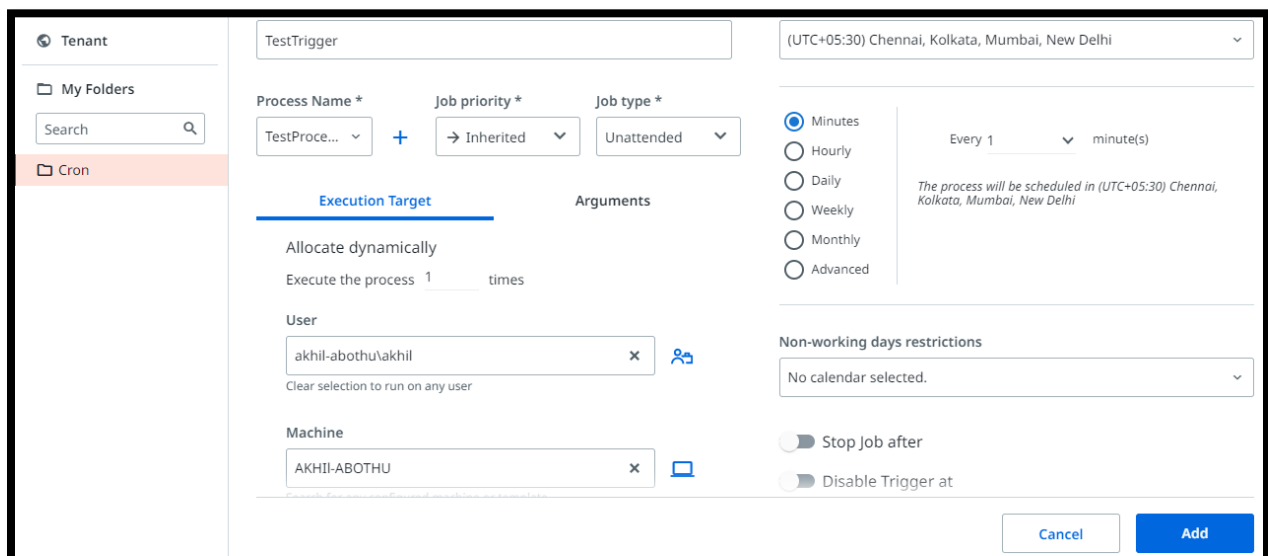 Tenant
My Folders
Search
Cron
TestTrigger
Process Name *
Job priority *
Job type *
TestProce...
+
→ Inherited
Unattended
Execution Target
Arguments
Allocate dynamically
Execute the process 1 times
User
akhil-abothu\akhil
Clear selection to run on any user
Machine
AKHIl-ABOTHU
(UTC+05:30) Chennai, Kolkata, Mumbai, New Delhi
Minutes
Hourly
Daily
Weekly
Monthly
Advanced
Every 1 minute(s)
The process will be scheduled in (UTC+05:30) Chennai,
Kolkata, Mumbai, New Delhi
Non-working days restrictions
No calendar selected.
Stop Job after
Disable Trigger at
Cancel
Add